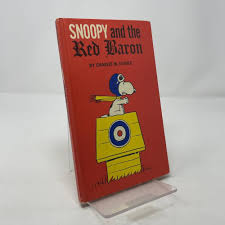 SNOOPY and the
Red Baron
BY CHARLES M. SCHULZ